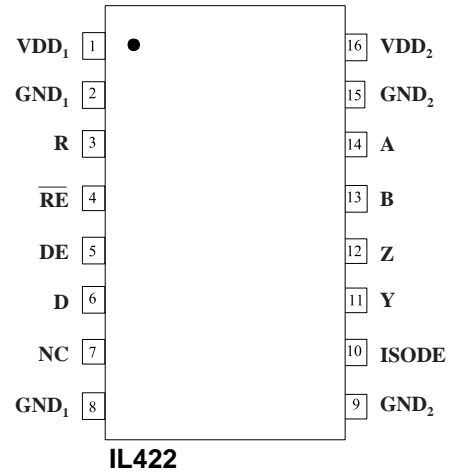 VDD₁ 1 16 VDD₂
GND₁ 2 15 GND₂
R 3 14 A
R̅E̅ 4 13 B
DE 5 12 Z
D 6 11 Y
NC 7 10 ISODE
GND₁ 8 9 GND₂
IL422